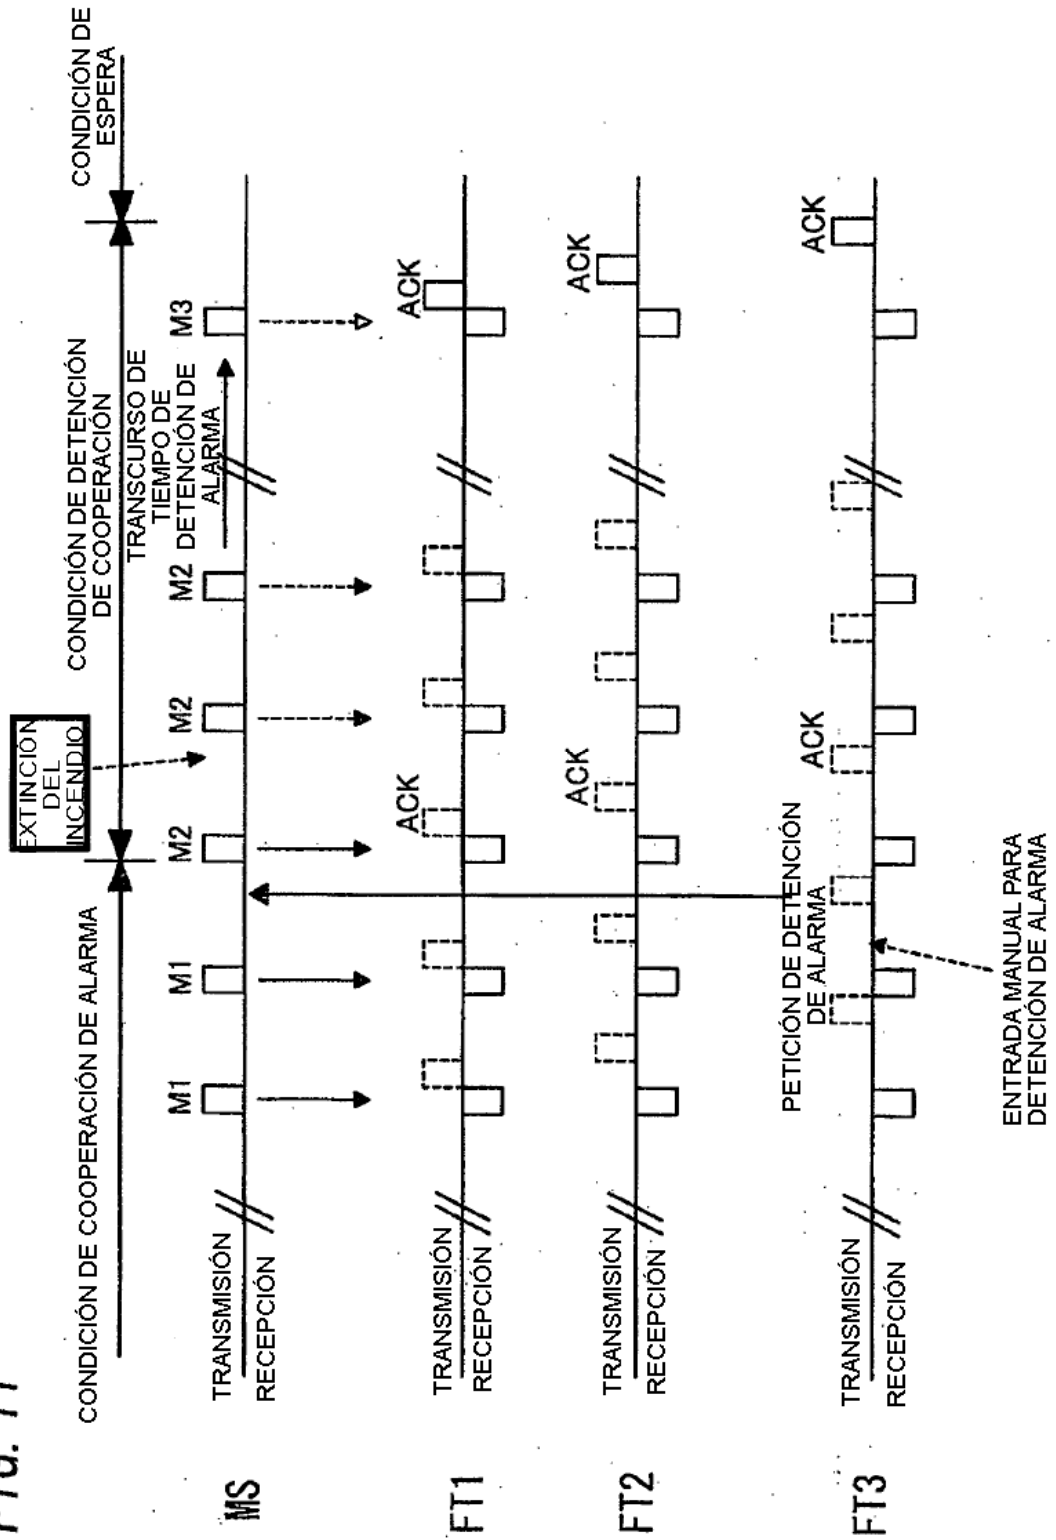 FIG. 11
CONDICIÓN DE COOPERACIÓN DE ALARMA
EXTINCIÓN
DEL
INCENDIO
CONDICIÓN DE DETENCIÓN
DE COOPERACIÓN
CONDICIÓN DE
ESPERA
TRANSCURSO DE
TIEMPO DE
DETENCIÓN DE
ALARMA
MS
TRANSMISIÓN
RECEPCIÓN
M1
M1
M2
M2
M2
M3
FT1
TRANSMISIÓN
RECEPCIÓN
ACK
ACK
FT2
TRANSMISIÓN
RECEPCIÓN
ACK
ACK
PETICIÓN DE DETENCIÓN
DE ALARMA
FT3
TRANSMISIÓN
RECEPCIÓN
ACK
ACK
ENTRADA MANUAL PARA
DETENCIÓN DE ALARMA